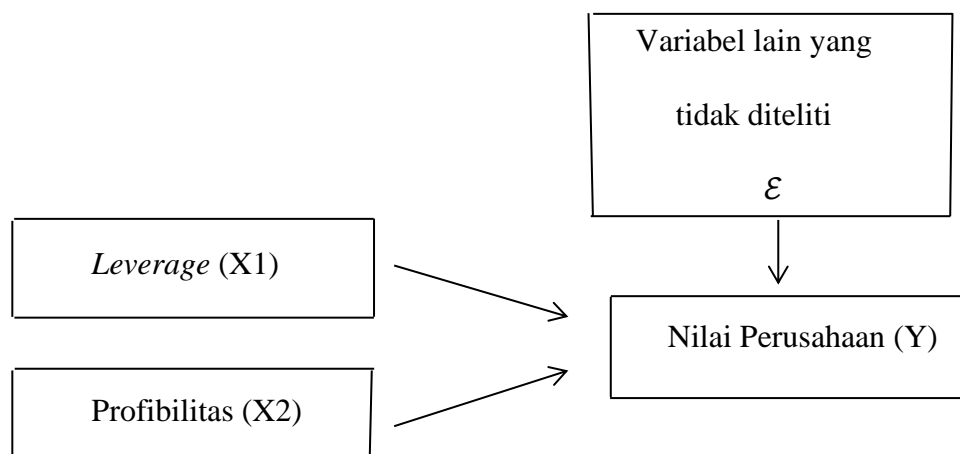 Variabel lain yang
tidak diteliti
ε
Leverage (X1)
Nilai Perusahaan (Y)
Profibilitas (X2)